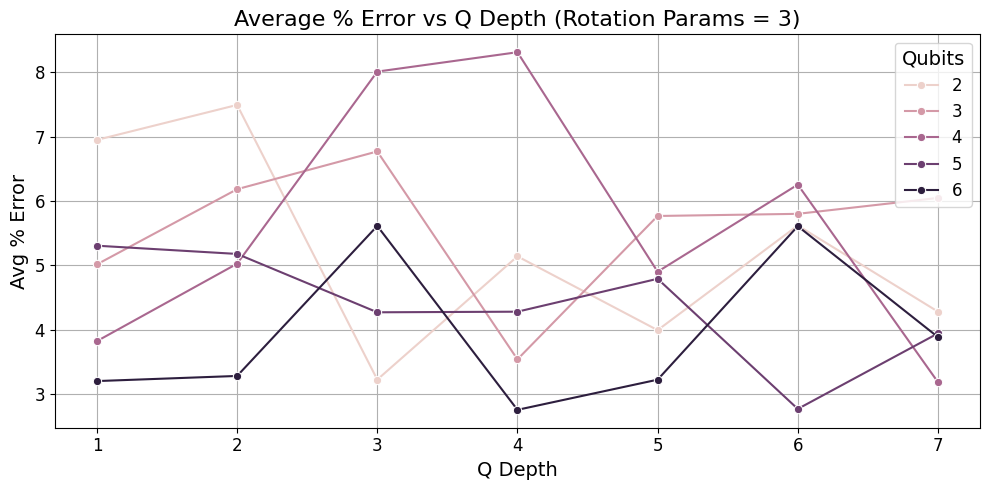 Average % Error vs Q Depth (Rotation Params = 3)
Avg % Error
8
7
6
5
4
3
Qubits
2
3
4
5
6
1 2 3 4 5 6 7
Q Depth